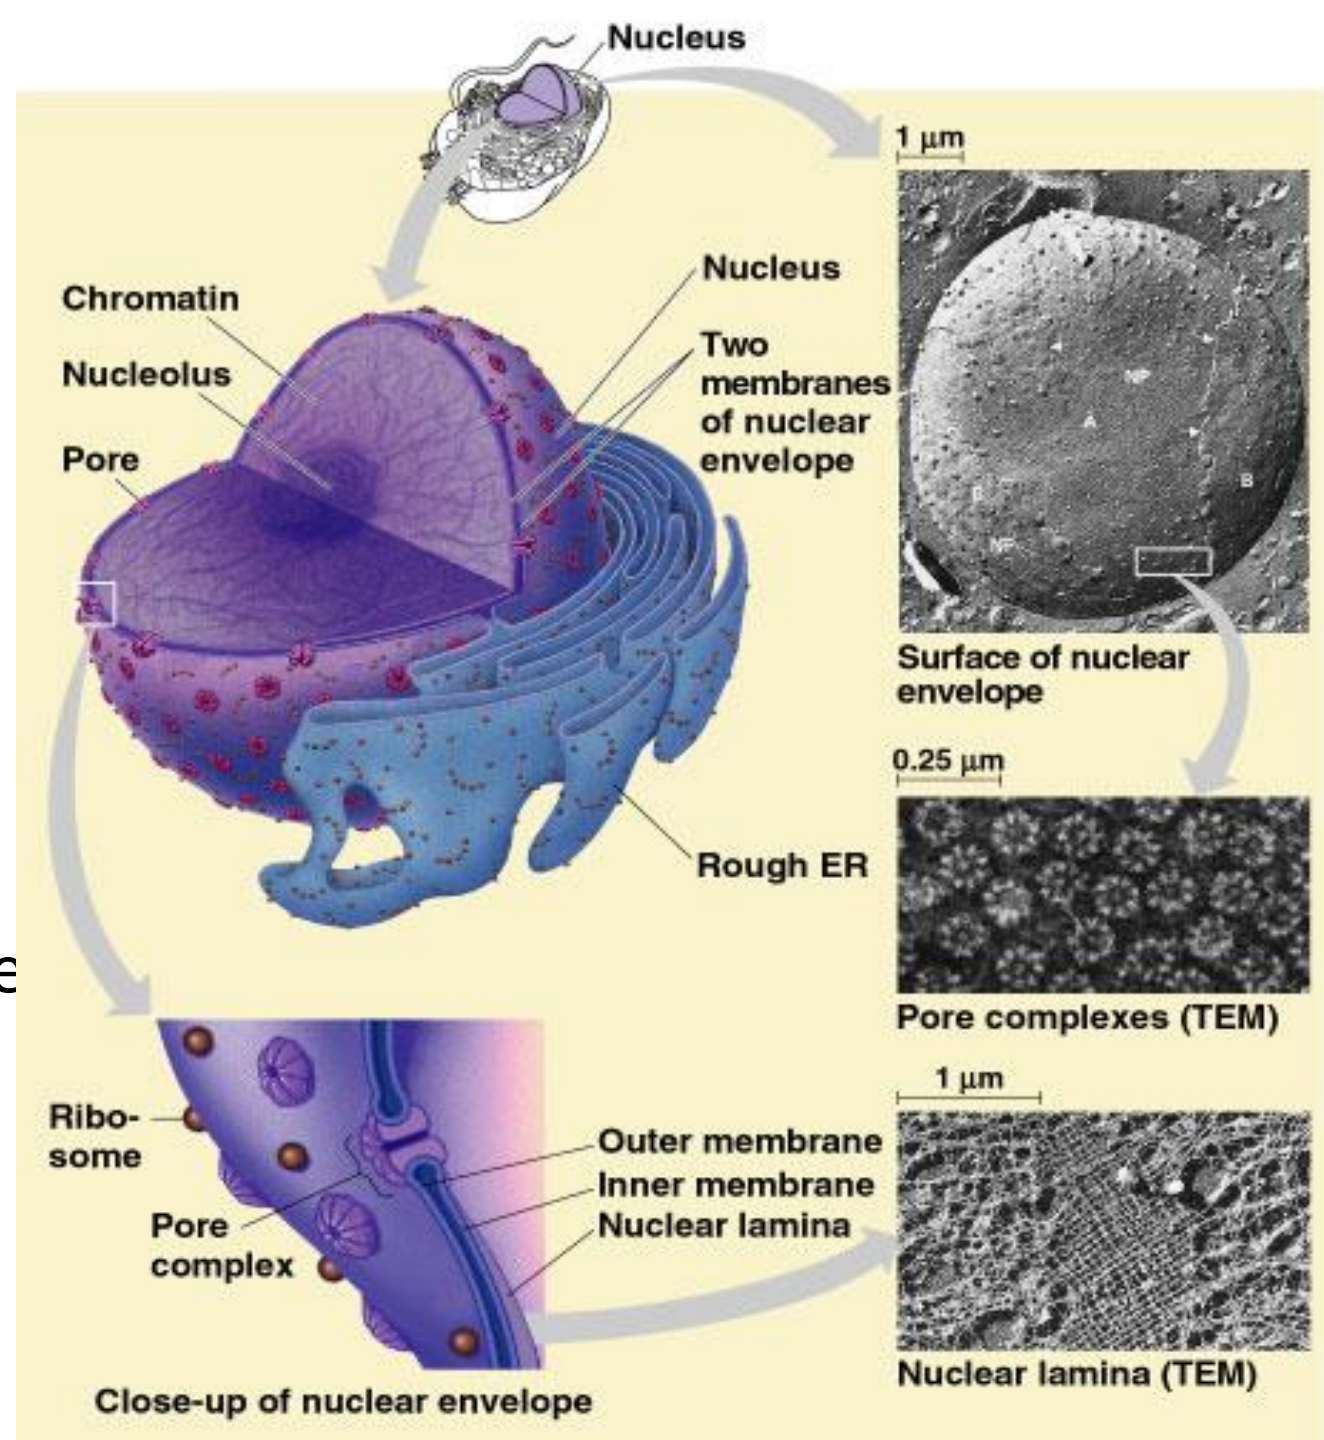 Nucleus
1 µm
Chromatin
Nucleolus
Pore
Nucleus
Two
membranes
of nuclear
envelope
NP
A
B
B
Surface of nuclear
envelope
0.25 µm
Rough ER
Pore complexes (TEM)
e
1 µm
Ribo-
some
Pore
complex
Outer membrane
Inner membrane
Nuclear lamina
Nuclear lamina (TEM)
Close-up of nuclear envelope